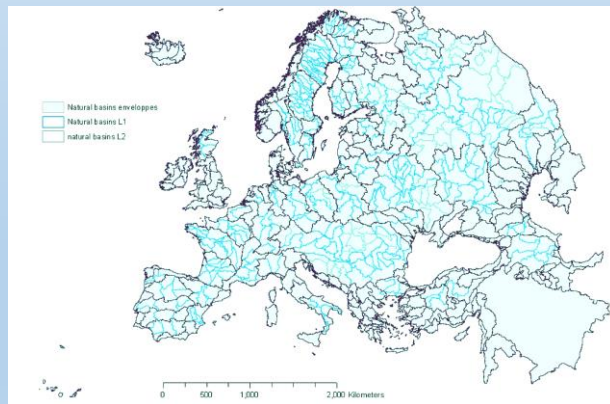 Natural basins enveloppes
Natural basins L1
natural basins L2
0 500 1,000 2,000 Kilometers